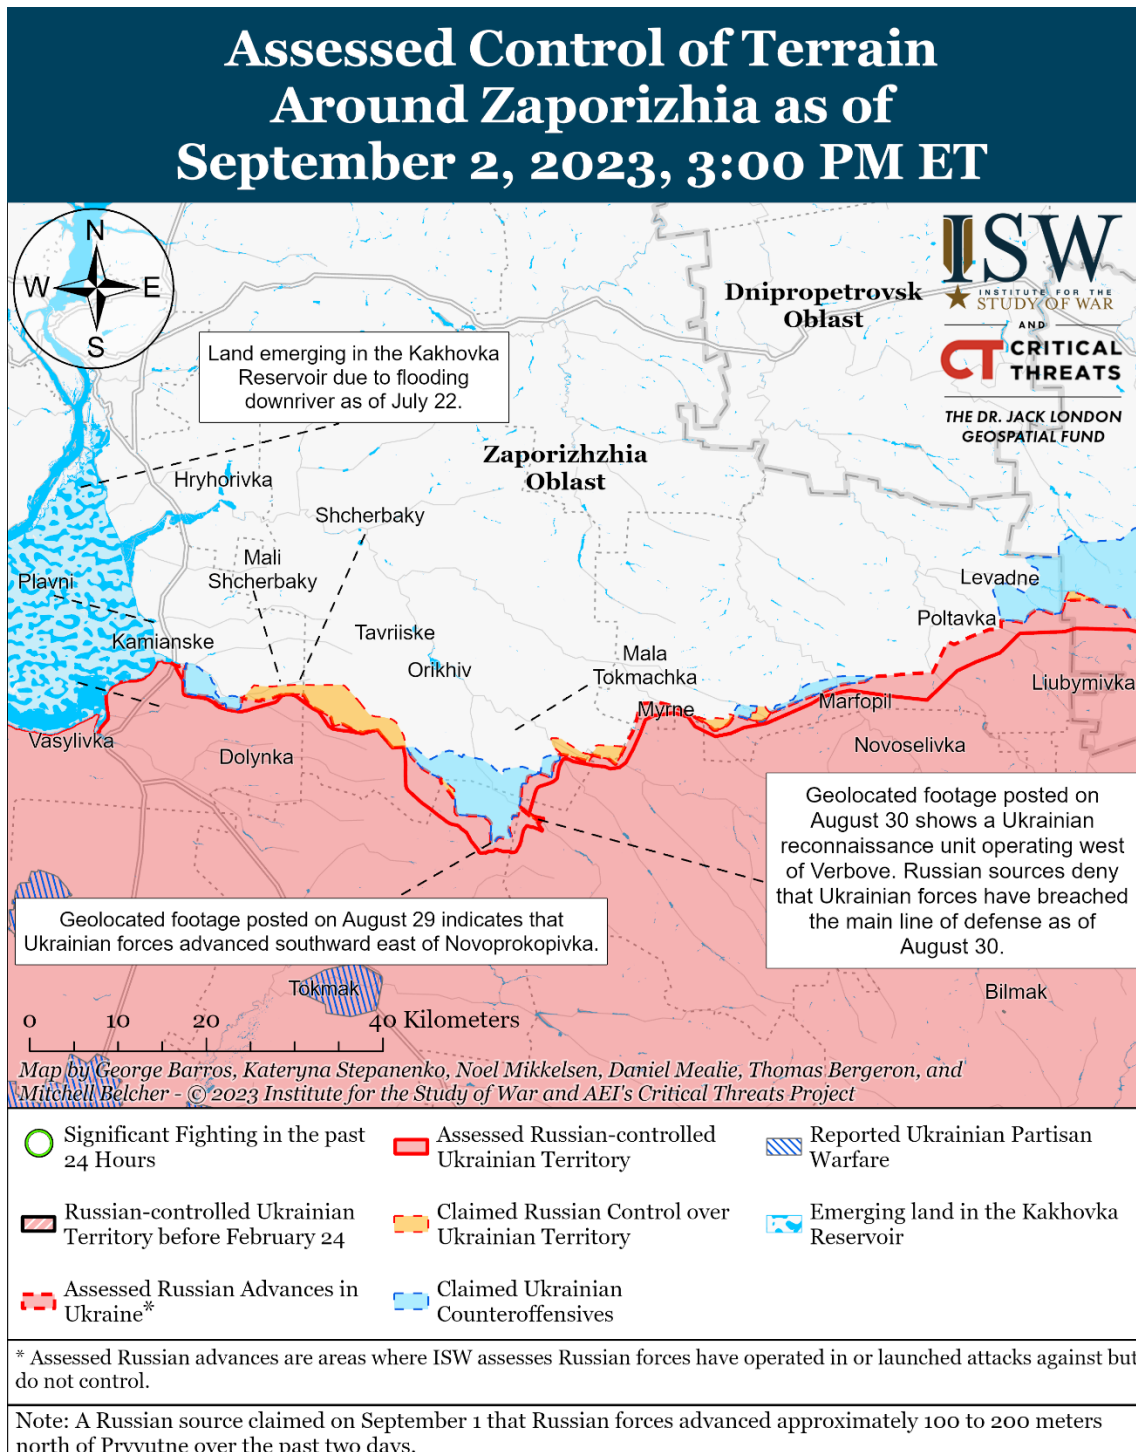 Assessed Control of Terrain
Around Zaporizhia as of
September 2, 2023, 3:00 PM ET
N
W E
S
ISW
INSTITUTE FOR THE
STUDY OF WAR
AND
CT CRITICAL
THREATS
THE DR. JACK LONDON
GEOSPATIAL FUND
Dnipropetrovsk
Oblast
Land emerging in the Kakhovka
Reservoir due to flooding
downriver as of July 22.
Zaporizhzhia
Oblast
Hryhorivka
Shcherbaky
Mali
Shcherbaky
Plavni
Levadne
Poltavka
Kamianske
Tavriiske
Orikhiv
Mala
Tokmachka
Liubymivka
Myrne
Marfopil
Vasylivka
Dolynka
Novoselivka
Geolocated footage posted on
August 30 shows a Ukrainian
reconnaissance unit operating west
of Verbove. Russian sources deny
that Ukrainian forces have breached
the main line of defense as of
August 30.
Geolocated footage posted on August 29 indicates that
Ukrainian forces advanced southward east of Novoprokopivka.
Tokmak
Bilmak
0 10 20 40 Kilometers
Map by George Barros, Kateryna Stepanenko, Noel Mikkelsen, Daniel Mealie, Thomas Bergeron, and
Mitchell Belcher - © 2023 Institute for the Study of War and AEI's Critical Threats Project
Significant Fighting in the past
24 Hours
Russian-controlled Ukrainian
Territory before February 24
Assessed Russian Advances in
Ukraine*
Assessed Russian-controlled
Ukrainian Territory
Claimed Russian Control over
Ukrainian Territory
Claimed Ukrainian
Counteroffensives
Reported Ukrainian Partisan
Warfare
Emerging land in the Kakhovka
Reservoir
* Assessed Russian advances are areas where ISW assesses Russian forces have operated in or launched attacks against but
do not control.
Note: A Russian source claimed on September 1 that Russian forces advanced approximately 100 to 200 meters
north of Pryyutne over the past two days.